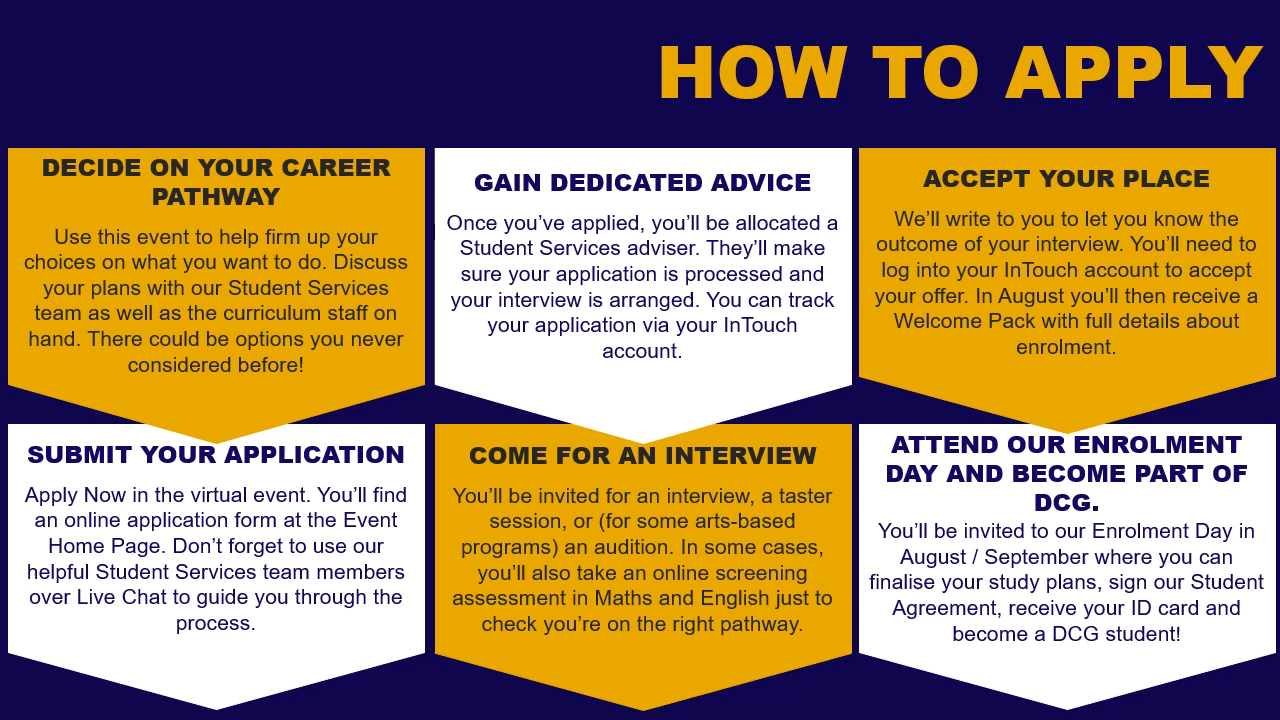 HOW TO APPLY
DECIDE ON YOUR CAREER
PATHWAY
Use this event to help firm up your
choices on what you want to do. Discuss
your plans with our Student Services
team as well as the curriculum staff on
hand. There could be options you never
considered before!
SUBMIT YOUR APPLICATION
Apply Now in the virtual event. You’ll find
an online application form at the Event
Home Page. Don’t forget to use our
helpful Student Services team members
over Live Chat to guide you through the
process.
GAIN DEDICATED ADVICE
Once you’ve applied, you’ll be allocated a
Student Services adviser. They’ll make
sure your application is processed and
your interview is arranged. You can track
your application via your InTouch
account.
COME FOR AN INTERVIEW
You’ll be invited for an interview, a taster
session, or (for some arts-based
programs) an audition. In some cases,
you’ll also take an online screening
assessment in Maths and English just to
check you’re on the right pathway.
ACCEPT YOUR PLACE
We’ll write to you to let you know the
outcome of your interview. You’ll need to
log into your InTouch account to accept
your offer. In August you’ll then receive a
Welcome Pack with full details about
enrolment.
ATTEND OUR ENROLMENT
DAY AND BECOME PART OF
DCG.
You’ll be invited to our Enrolment Day in
August / September where you can
finalise your study plans, sign our Student
Agreement, receive your ID card and
become a DCG student!